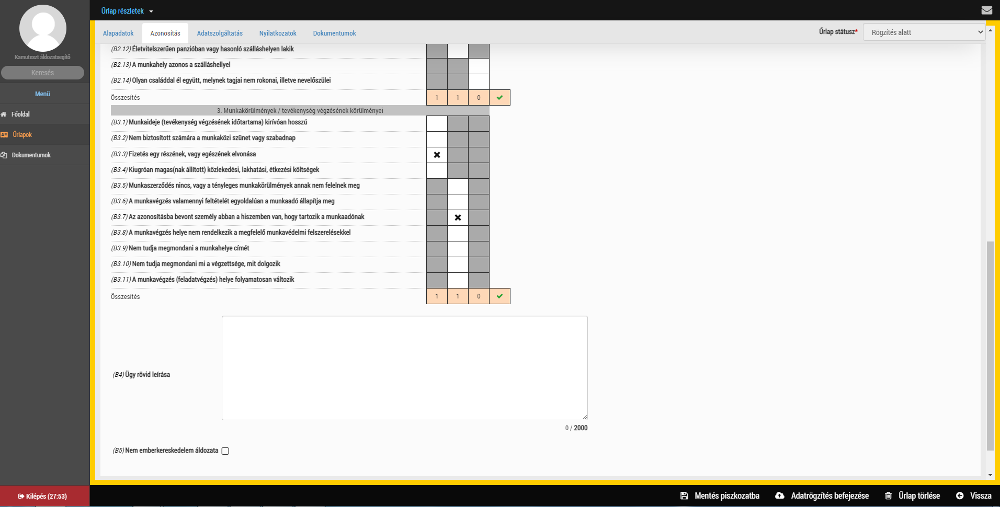 Űrlap részletek
Kamuteszt áldozatsegítő
Keresés
Menü
Főoldal
Űrlapok
Dokumentumok
Kilépés (27:53)
Alapadatok
Azonosítás
Adatszolgáltatás
Nyilatkozatok
Dokumentumok
Űrlap státusz*
Rögzítés alatt
(B2.12) Életvitelszerűen panzióban vagy hasonló szálláshelyen lakik
(B2.13) A munkahely azonos a szálláshellyel
(B2.14) Olyan családdal él együtt, melynek tagjai nem rokonai, illetve nevelőszülei
Összesítés 1 1 0
3. Munkakörülmények / tevékenység végzésének körülményei
(B3.1) Munkaideje (tevékenység végzésének időtartama) kirívóan hosszú
(B3.2) Nem biztosított számára a munkaközi szünet vagy szabadnap
(B3.3) Fizetés egy részének, vagy egészének elvonása
(B3.4) Kiugróan magas(nak állított) közlekedési, lakhatási, étkezési költségek
(B3.5) Munkaszerződés nincs, vagy a tényleges munkakörülmények annak nem felelnek meg
(B3.6) A munkavégzés valamennyi feltételét egyoldalúan a munkaadó állapítja meg
(B3.7) Az azonosításba bevont személy abban a hiszemben van, hogy tartozik a munkaadónak
(B3.8) A munkavégzés helye nem rendelkezik a megfelelő munkavédelmi felszerelésekkel
(B3.9) Nem tudja megmondani a munkahelye címét
(B3.10) Nem tudja megmondani mi a végzettsége, mit dolgozik
(B3.11) A munkavégzés (feladatvégzés) helye folyamatosan változik
Összesítés 1 1 0
(B4) Ügy rövid leírása
0 / 2000
(B5) Nem emberkereskedelem áldozata
Mentés piszkozatba
Adatrögzítés befejezése
Űrlap törlése
Vissza